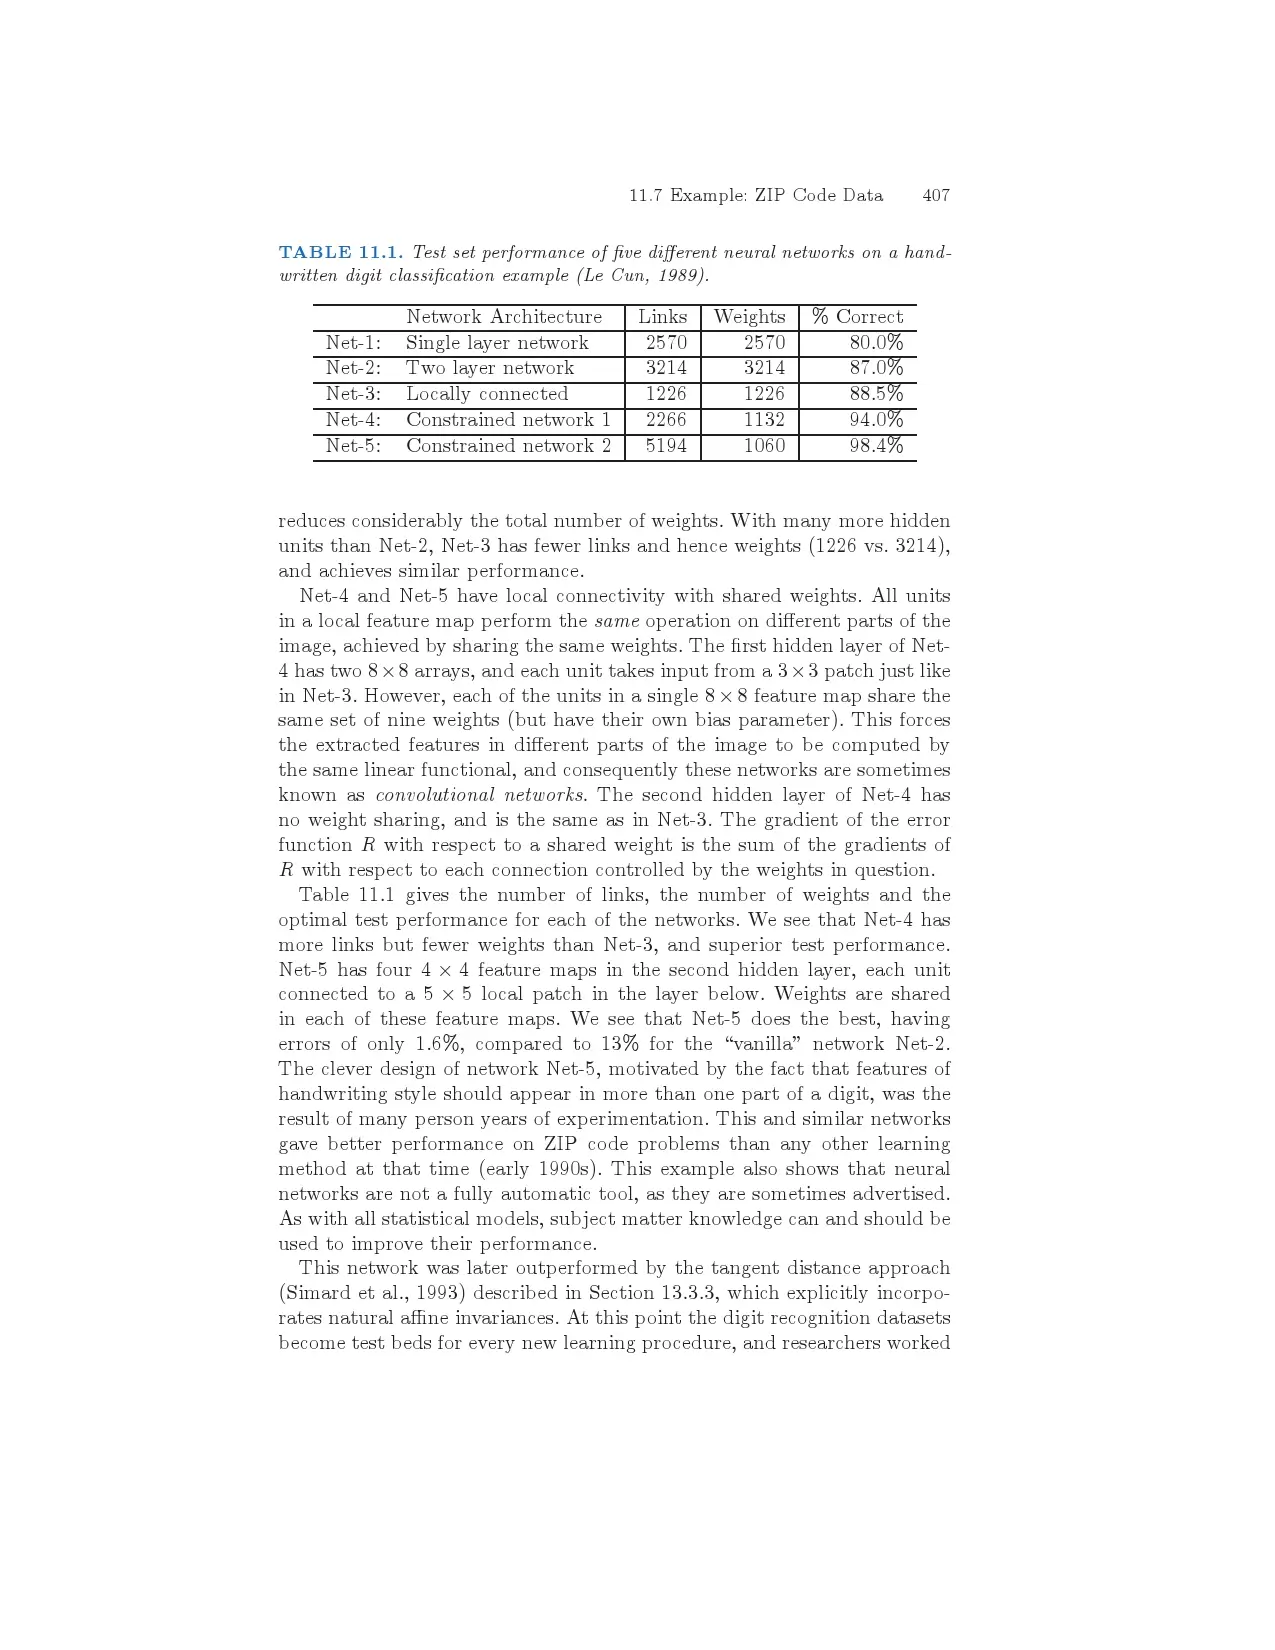 11.7 Example: ZIP Code Data 407
TABLE 11.1. Test set performance of five different neural networks on a hand-
written digit classification example (Le Cun, 1989).
Network Architecture Links Weights % Correct
Net-1: Single layer network 2570 2570 80.0%
Net-2: Two layer network 3214 3214 87.0%
Net-3: Locally connected 1226 1226 88.5%
Net-4: Constrained network 1 2266 1132 94.0%
Net-5: Constrained network 2 5194 1060 98.4%
reduces considerably the total number of weights. With many more hidden
units than Net-2, Net-3 has fewer links and hence weights (1226 vs. 3214),
and achieves similar performance.
Net-4 and Net-5 have local connectivity with shared weights. All units
in a local feature map perform the same operation on different parts of the
image, achieved by sharing the same weights. The first hidden layer of Net-
4 has two 8×8 arrays, and each unit takes input from a 3×3 patch just like
in Net-3. However, each of the units in a single 8×8 feature map share the
same set of nine weights (but have their own bias parameter). This forces
the extracted features in different parts of the image to be computed by
the same linear functional, and consequently these networks are sometimes
known as convolutional networks. The second hidden layer of Net-4 has
no weight sharing, and is the same as in Net-3. The gradient of the error
function R with respect to a shared weight is the sum of the gradients of
R with respect to each connection controlled by the weights in question.
Table 11.1 gives the number of links, the number of weights and the
optimal test performance for each of the networks. We see that Net-4 has
more links but fewer weights than Net-3, and superior test performance.
Net-5 has four 4 × 4 feature maps in the second hidden layer, each unit
connected to a 5 × 5 local patch in the layer below. Weights are shared
in each of these feature maps. We see that Net-5 does the best, having
errors of only 1.6%, compared to 13% for the “vanilla” network Net-2.
The clever design of network Net-5, motivated by the fact that features of
handwriting style should appear in more than one part of a digit, was the
result of many person years of experimentation. This and similar networks
gave better performance on ZIP code problems than any other learning
method at that time (early 1990s). This example also shows that neural
networks are not a fully automatic tool, as they are sometimes advertised.
As with all statistical models, subject matter knowledge can and should be
used to improve their performance.
This network was later outperformed by the tangent distance approach
(Simard et al., 1993) described in Section 13.3.3, which explicitly incorpo-
rates natural affine invariances. At this point the digit recognition datasets
become test beds for every new learning procedure, and researchers worked